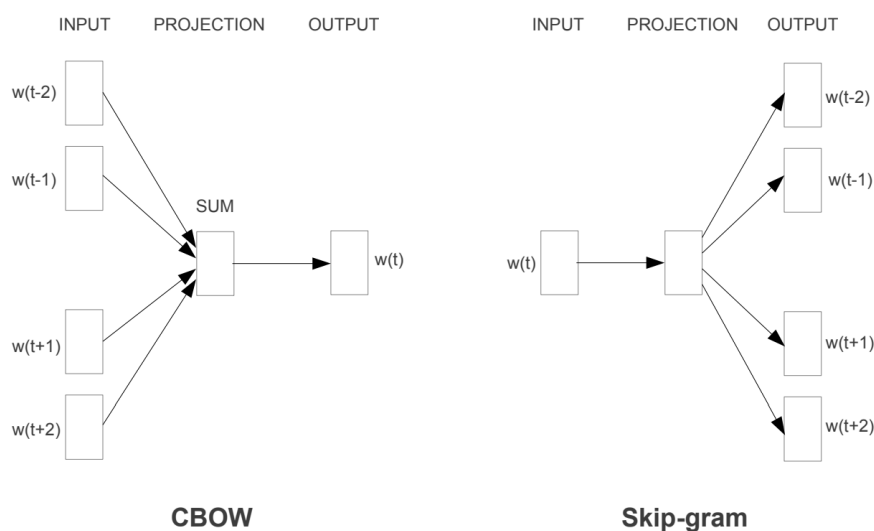 INPUT PROJECTION OUTPUT
w(t-2)
w(t-1)
SUM
w(t)
w(t+1)
w(t+2)
CBOW
INPUT PROJECTION OUTPUT
w(t-2)
w(t-1)
w(t)
w(t+1)
w(t+2)
Skip-gram